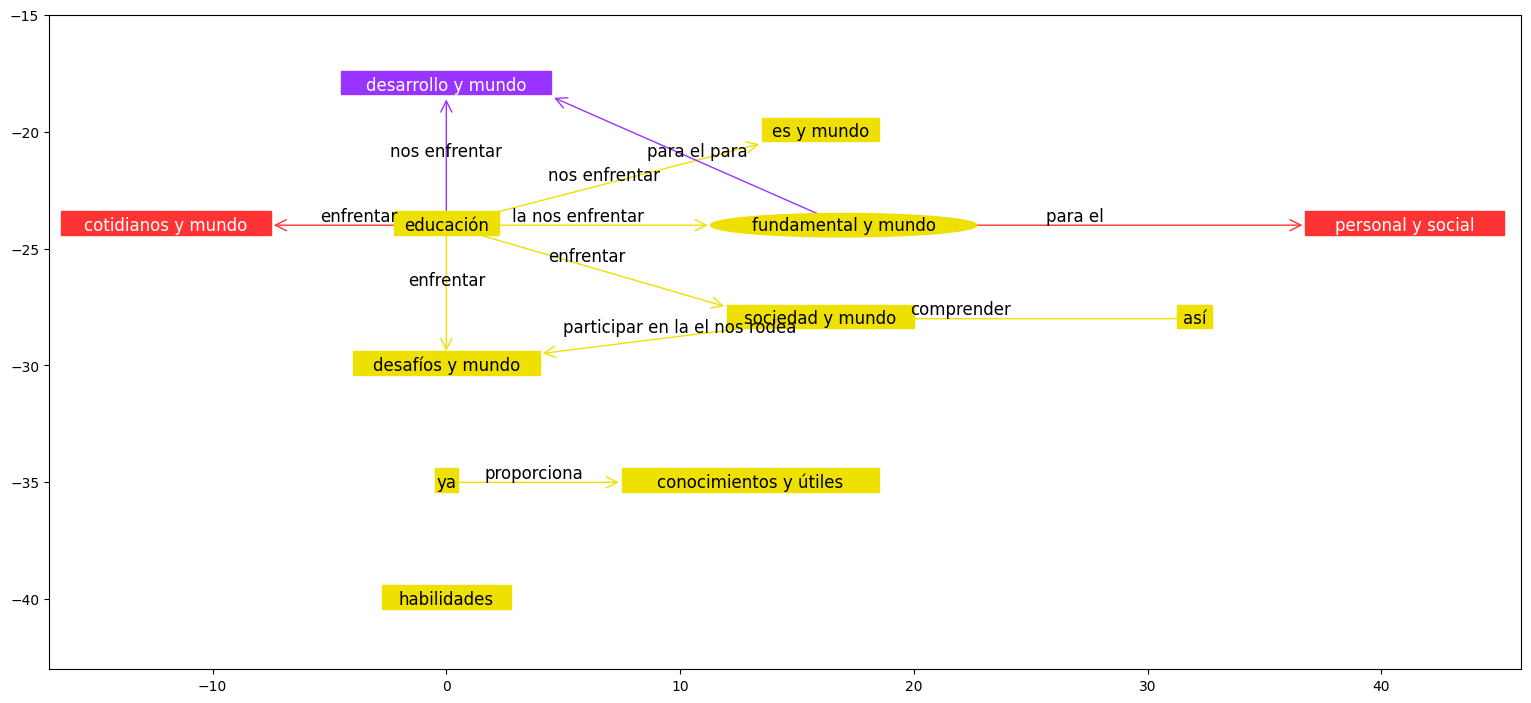 −15
desarrollo y mundo
−20
es y mundo
nos enfrentar
para el para
nos enfrentar
enfrentar
la nos enfrentar
para el
cotidianos y mundo
educación
fundamental y mundo
personal y social
−25
enfrentar
enfrentar
comprender
sociedad y mundo
así
participar en la el nos rodea
−30
desafíos y mundo
proporciona
−35
ya
conocimientos y útiles
−40
habilidades
−10
0
10
20
30
40